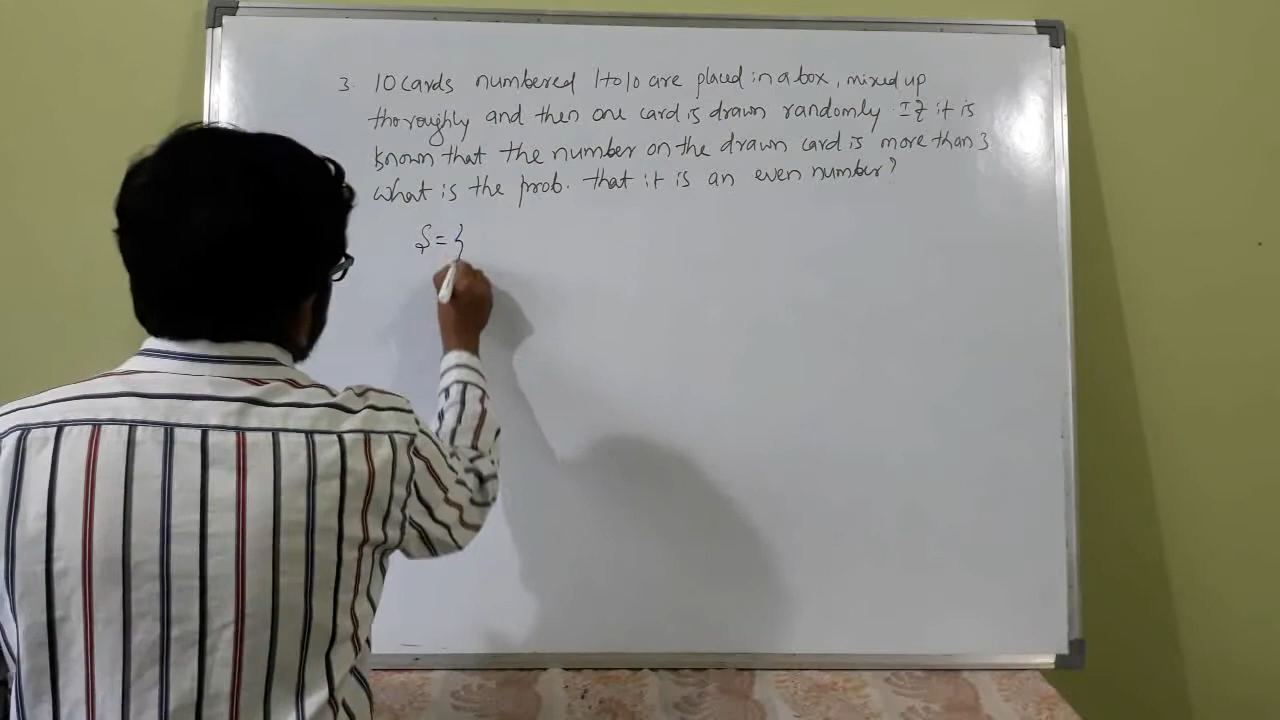 3. 10 cards numbered 1 to 10 are placed in a box, mixed up
thoroughly and then one card is drawn randomly. If it is
known that the number on the drawn card is more than 3
what is the prob. that it is an even number?
S = {